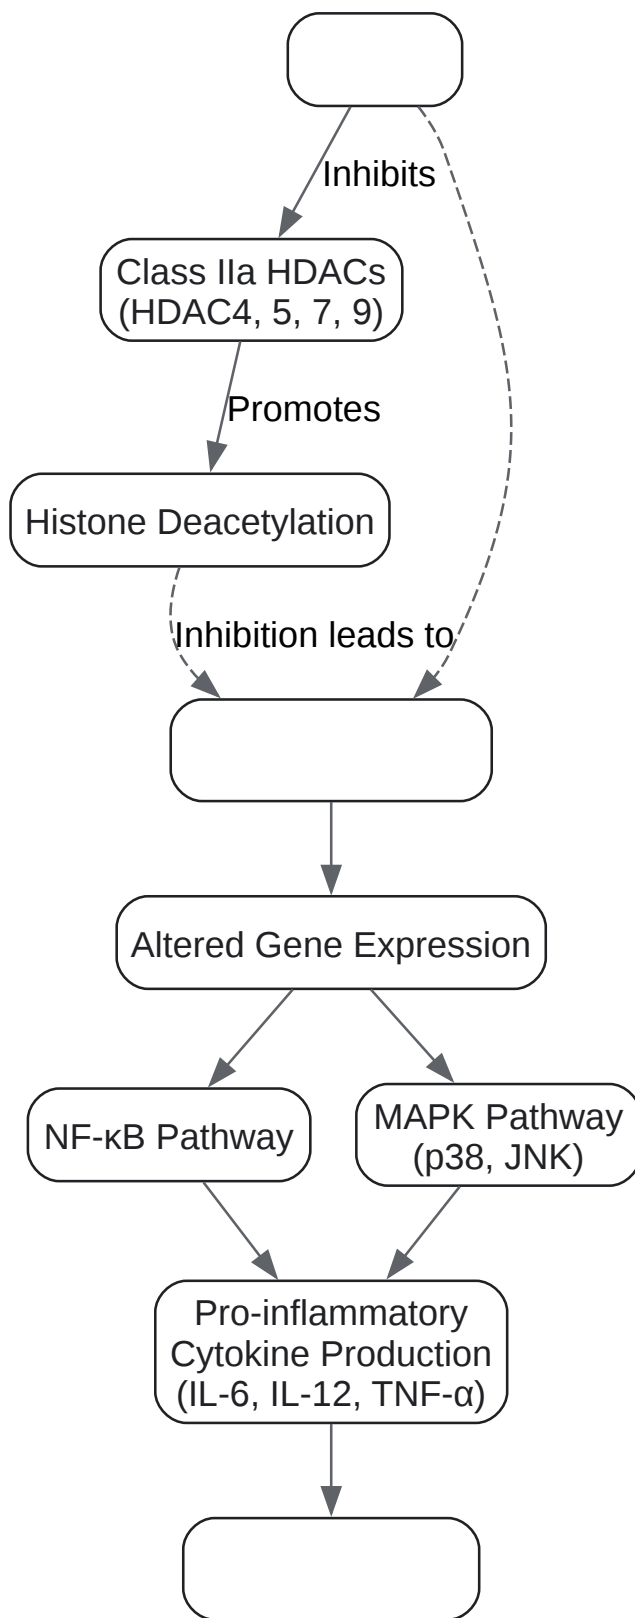 Inhibits
Class IIa HDACs
(HDAC4, 5, 7, 9)
Promotes
Histone Deacetylation
Inhibition leads to
Altered Gene Expression
NF-κB Pathway
MAPK Pathway
(p38, JNK)
Pro-inflammatory
Cytokine Production
(IL-6, IL-12, TNF-α)